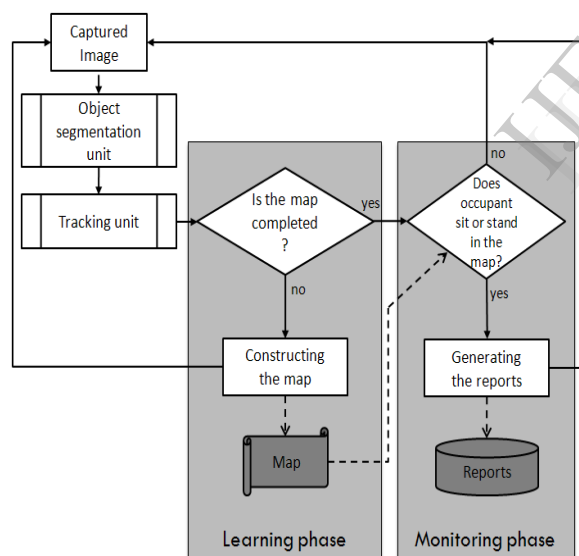 Captured
Image
Object
segmentation
unit
Tracking unit
Is the map
completed
?
yes
no
Constructing
the map
Map
Learning phase
Does
occupant
sit or stand
in the
map?
no
yes
Generating
the reports
Reports
Monitoring phase